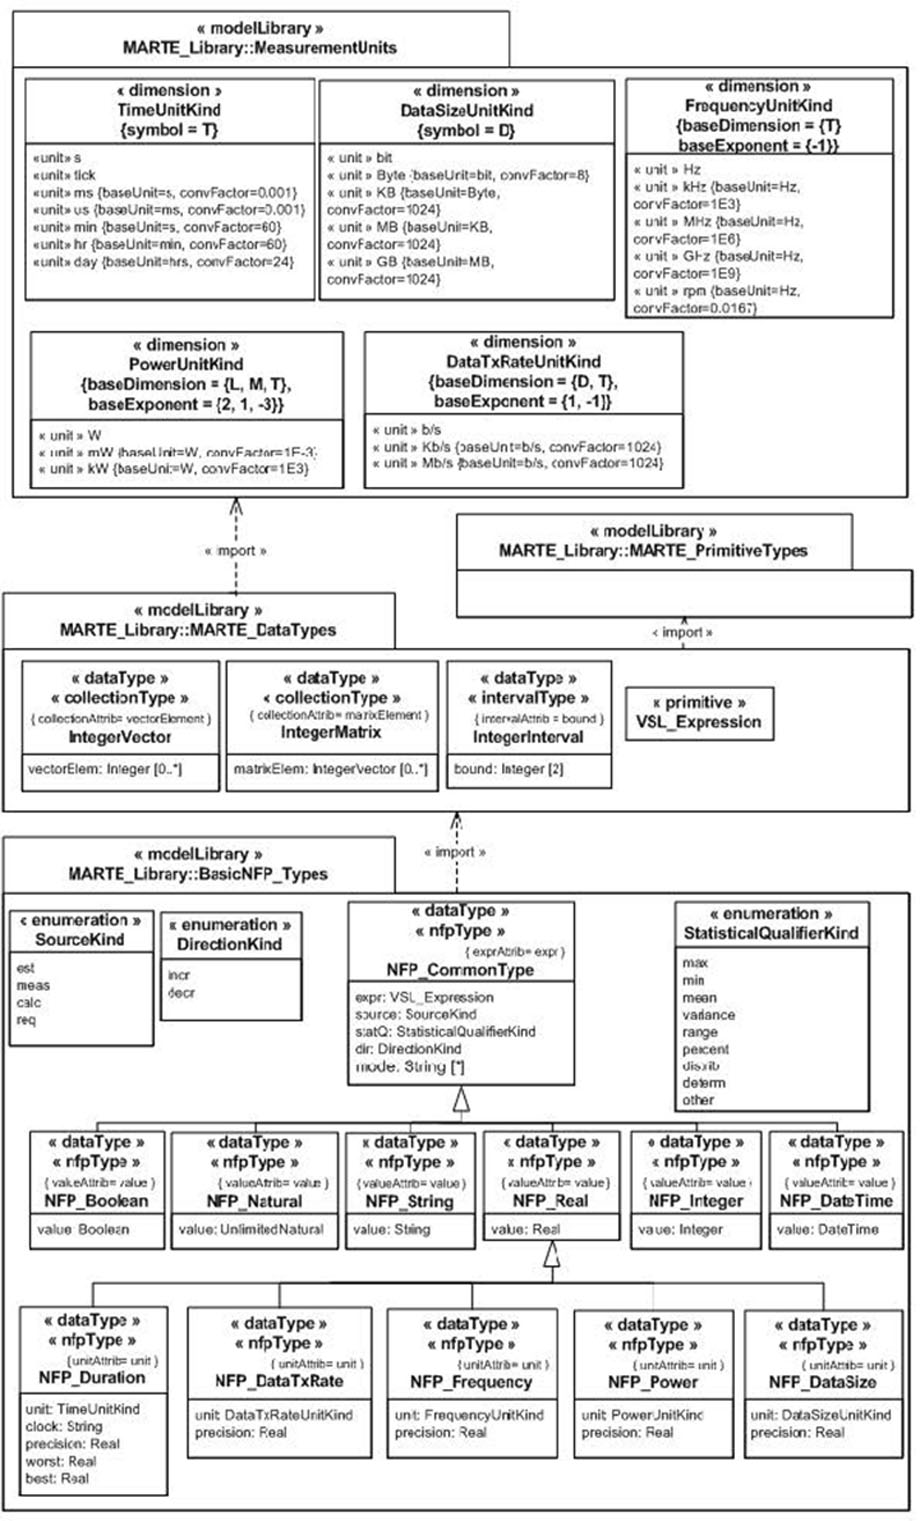 « modelLibrary »
MARTE_Library::MeasurementUnits
« dimension »
TimeUnitKind
{symbol = T}
«unit» s
«unit» tick
«unit» ms {baseUnit=s, convFactor=0.001}
«unit» us {baseUnit=ms, convFactor=0.001}
«unit» min {baseUnit=s, convFactor=60}
«unit» hr {baseUnit=min, convFactor=60}
«unit» day {baseUnit=hrs, convFactor=24}
« dimension »
DataSizeUnitKind
{symbol = D}
« unit » bit
« unit » Byte {baseUnit=bit, convFactor=8}
« unit » KB {baseUnit=Byte,
convFactor=1024}
« unit » MB {baseUnit=KB,
convFactor=1024}
« unit » GB {baseUnit=MB,
convFactor=1024}
« dimension »
FrequencyUnitKind
{baseDimension = {T}
baseExponent = {-1}}
« unit » Hz
« unit » kHz {baseUnit=Hz,
convFactor=1E3}
« unit » MHz {baseUnit=Hz,
convFactor=1E6}
« unit » GHz {baseUnit=Hz,
convFactor=1E9}
« unit » rpm {baseUnit=Hz,
convFactor=0.0167}
« dimension »
PowerUnitKind
{baseDimension = {L, M, T},
baseExponent = {2, 1, -3}}
« unit » W
« unit » mW {baseUnit=W, convFactor=1E-3}
« unit » kW {baseUnit=W, convFactor=1E3}
« dimension »
DataTxRateUnitKind
{baseDimension = {D, T},
baseExponent = {1, -1]}
« unit » b/s
« unit » Kb/s {baseUnit=b/s, convFactor=1024}
« unit » Mb/s {baseUnit=b/s, convFactor=1024}
« import »
« modelLibrary »
MARTE_Library::MARTE_PrimitiveTypes
« import »
« modelLibrary »
MARTE_Library::MARTE_DataTypes
« dataType »
« collectionType »
{ collectionAttrib= vectorElement }
IntegerVector
vectorElem: Integer [0..*]
« dataType »
« collectionType »
{ collectionAttrib= matrixElement }
IntegerMatrix
matrixElem: IntegerVector [0..*]
« dataType »
« intervalType »
{ intervalAttrib = bound }
IntegerInterval
bound: Integer [2]
« primitive »
VSL_Expression
« import »
« modelLibrary »
MARTE_Library::BasicNFP_Types
« enumeration »
SourceKind
est
meas
calc
req
« enumeration »
DirectionKind
incr
decr
« dataType »
« nfpType »
{ exprAttrib= expr }
NFP_CommonType
expr: VSL_Expression
source: SourceKind
statQ: StatisticalQualifierKind
dir: DirectionKind
mode: String [*]
« enumeration »
StatisticalQualifierKind
max
min
mean
variance
range
percent
distrib
determ
other
« dataType »
« nfpType »
{ valueAttrib= value }
NFP_Boolean
value: Boolean
« dataType »
« nfpType »
{ valueAttrib= value }
NFP_Natural
value: UnlimitedNatural
« dataType »
« nfpType »
{ valueAttrib= value }
NFP_String
value: String
« dataType »
« nfpType »
{ valueAttrib= value }
NFP_Real
value: Real
« dataType »
« nfpType »
{ valueAttrib= value }
NFP_Integer
value: Integer
« dataType »
« nfpType »
{ valueAttrib= value }
NFP_DateTime
value: DateTime
« dataType »
« nfpType »
{unitAttrib= unit }
NFP_Duration
unit: TimeUnitKind
clock: String
precision: Real
worst: Real
best: Real
« dataType »
« nfpType »
{ unitAttrib= unit }
NFP_DataTxRate
unit: DataTxRateUnitKind
precision: Real
« dataType »
« nfpType »
{unitAttrib= unit }
NFP_Frequency
unit: FrequencyUnitKind
precision: Real
« dataType »
« nfpType »
{ unitAttrib= unit }
NFP_Power
unit: PowerUnitKind
precision: Real
« dataType »
« nfpType »
{ unitAttrib= unit }
NFP_DataSize
unit: DataSizeUnitKind
precision: Real